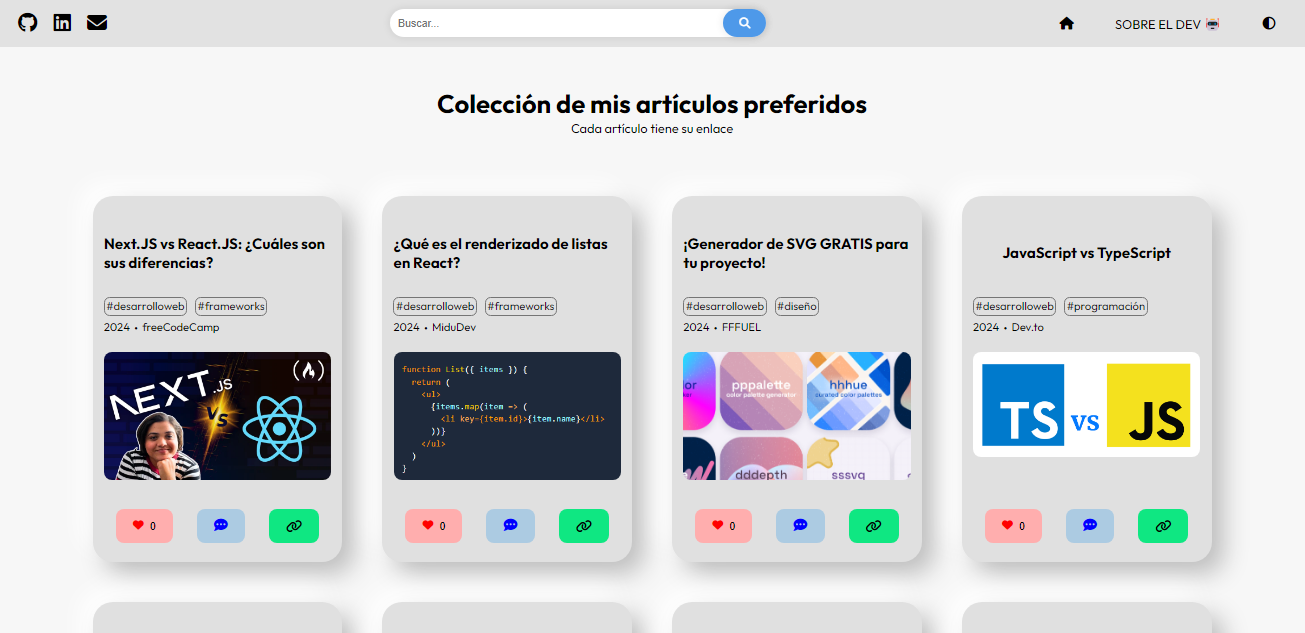 Buscar...
SOBRE EL DEV
Colección de mis artículos preferidos
Cada artículo tiene su enlace
Next.JS vs React.JS: ¿Cuáles son
sus diferencias?
#desarrolloweb #frameworks
2024 • freeCodeCamp
NEXT.JS
VS
0
¿Qué es el renderizado de listas
en React?
#desarrolloweb #frameworks
2024 • MiduDev
function List({ items }) {
return (
<ul>
{items.map(item => (
<li key={item.id}>{item.name}</li>
))}
</ul>
)
}
0
¡Generador de SVG GRATIS para
tu proyecto!
#desarrolloweb #diseño
2024 • FFFUEL
pppalette
color palette generator
hhhue
curated color palettes
dddepth
sssvg
0
JavaScript vs TypeScript
#desarrolloweb #programación
2024 • Dev.to
TS vs JS
0